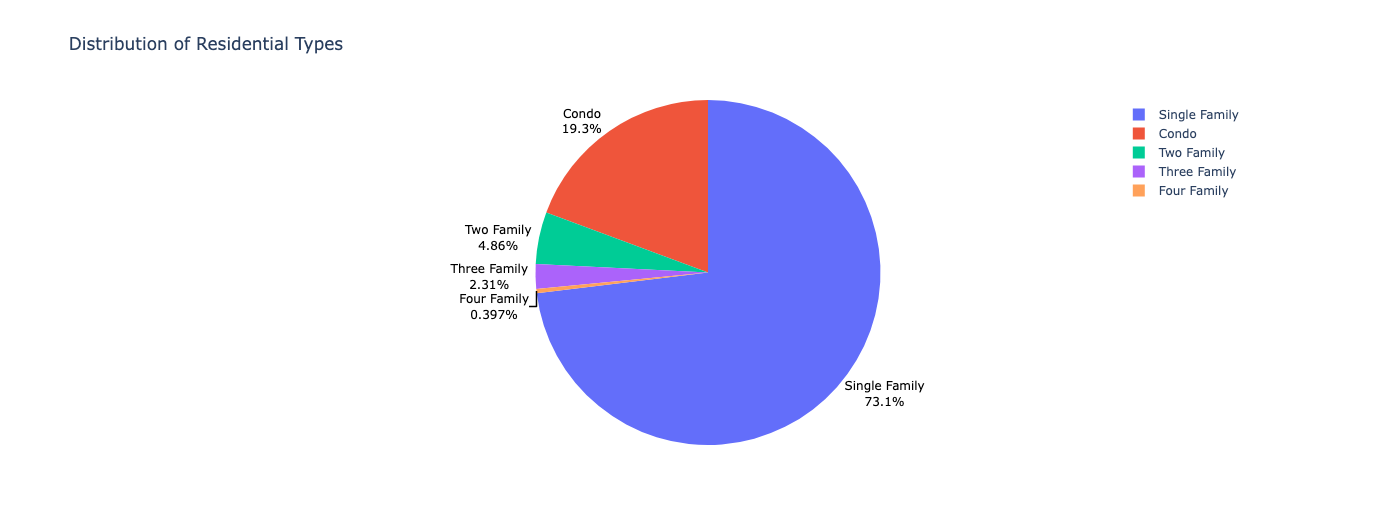 Distribution of Residential Types
Condo
19.3%
Two Family
4.86%
Three Family
2.31%
Four Family
0.397%
Single Family
73.1%
Single Family
Condo
Two Family
Three Family
Four Family